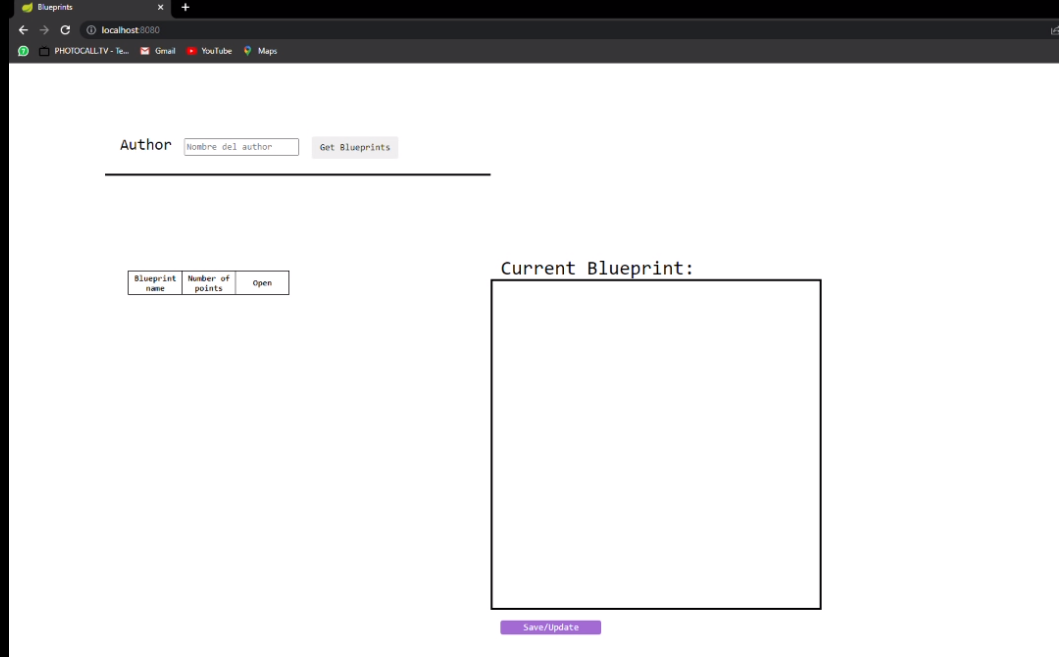 Blueprints
localhost:8080
PHOTOCALL.TV - Te... Gmail YouTube Maps
Author Nombre del author Get Blueprints
Blueprint name Number of points Open
Current Blueprint:
Save/Update